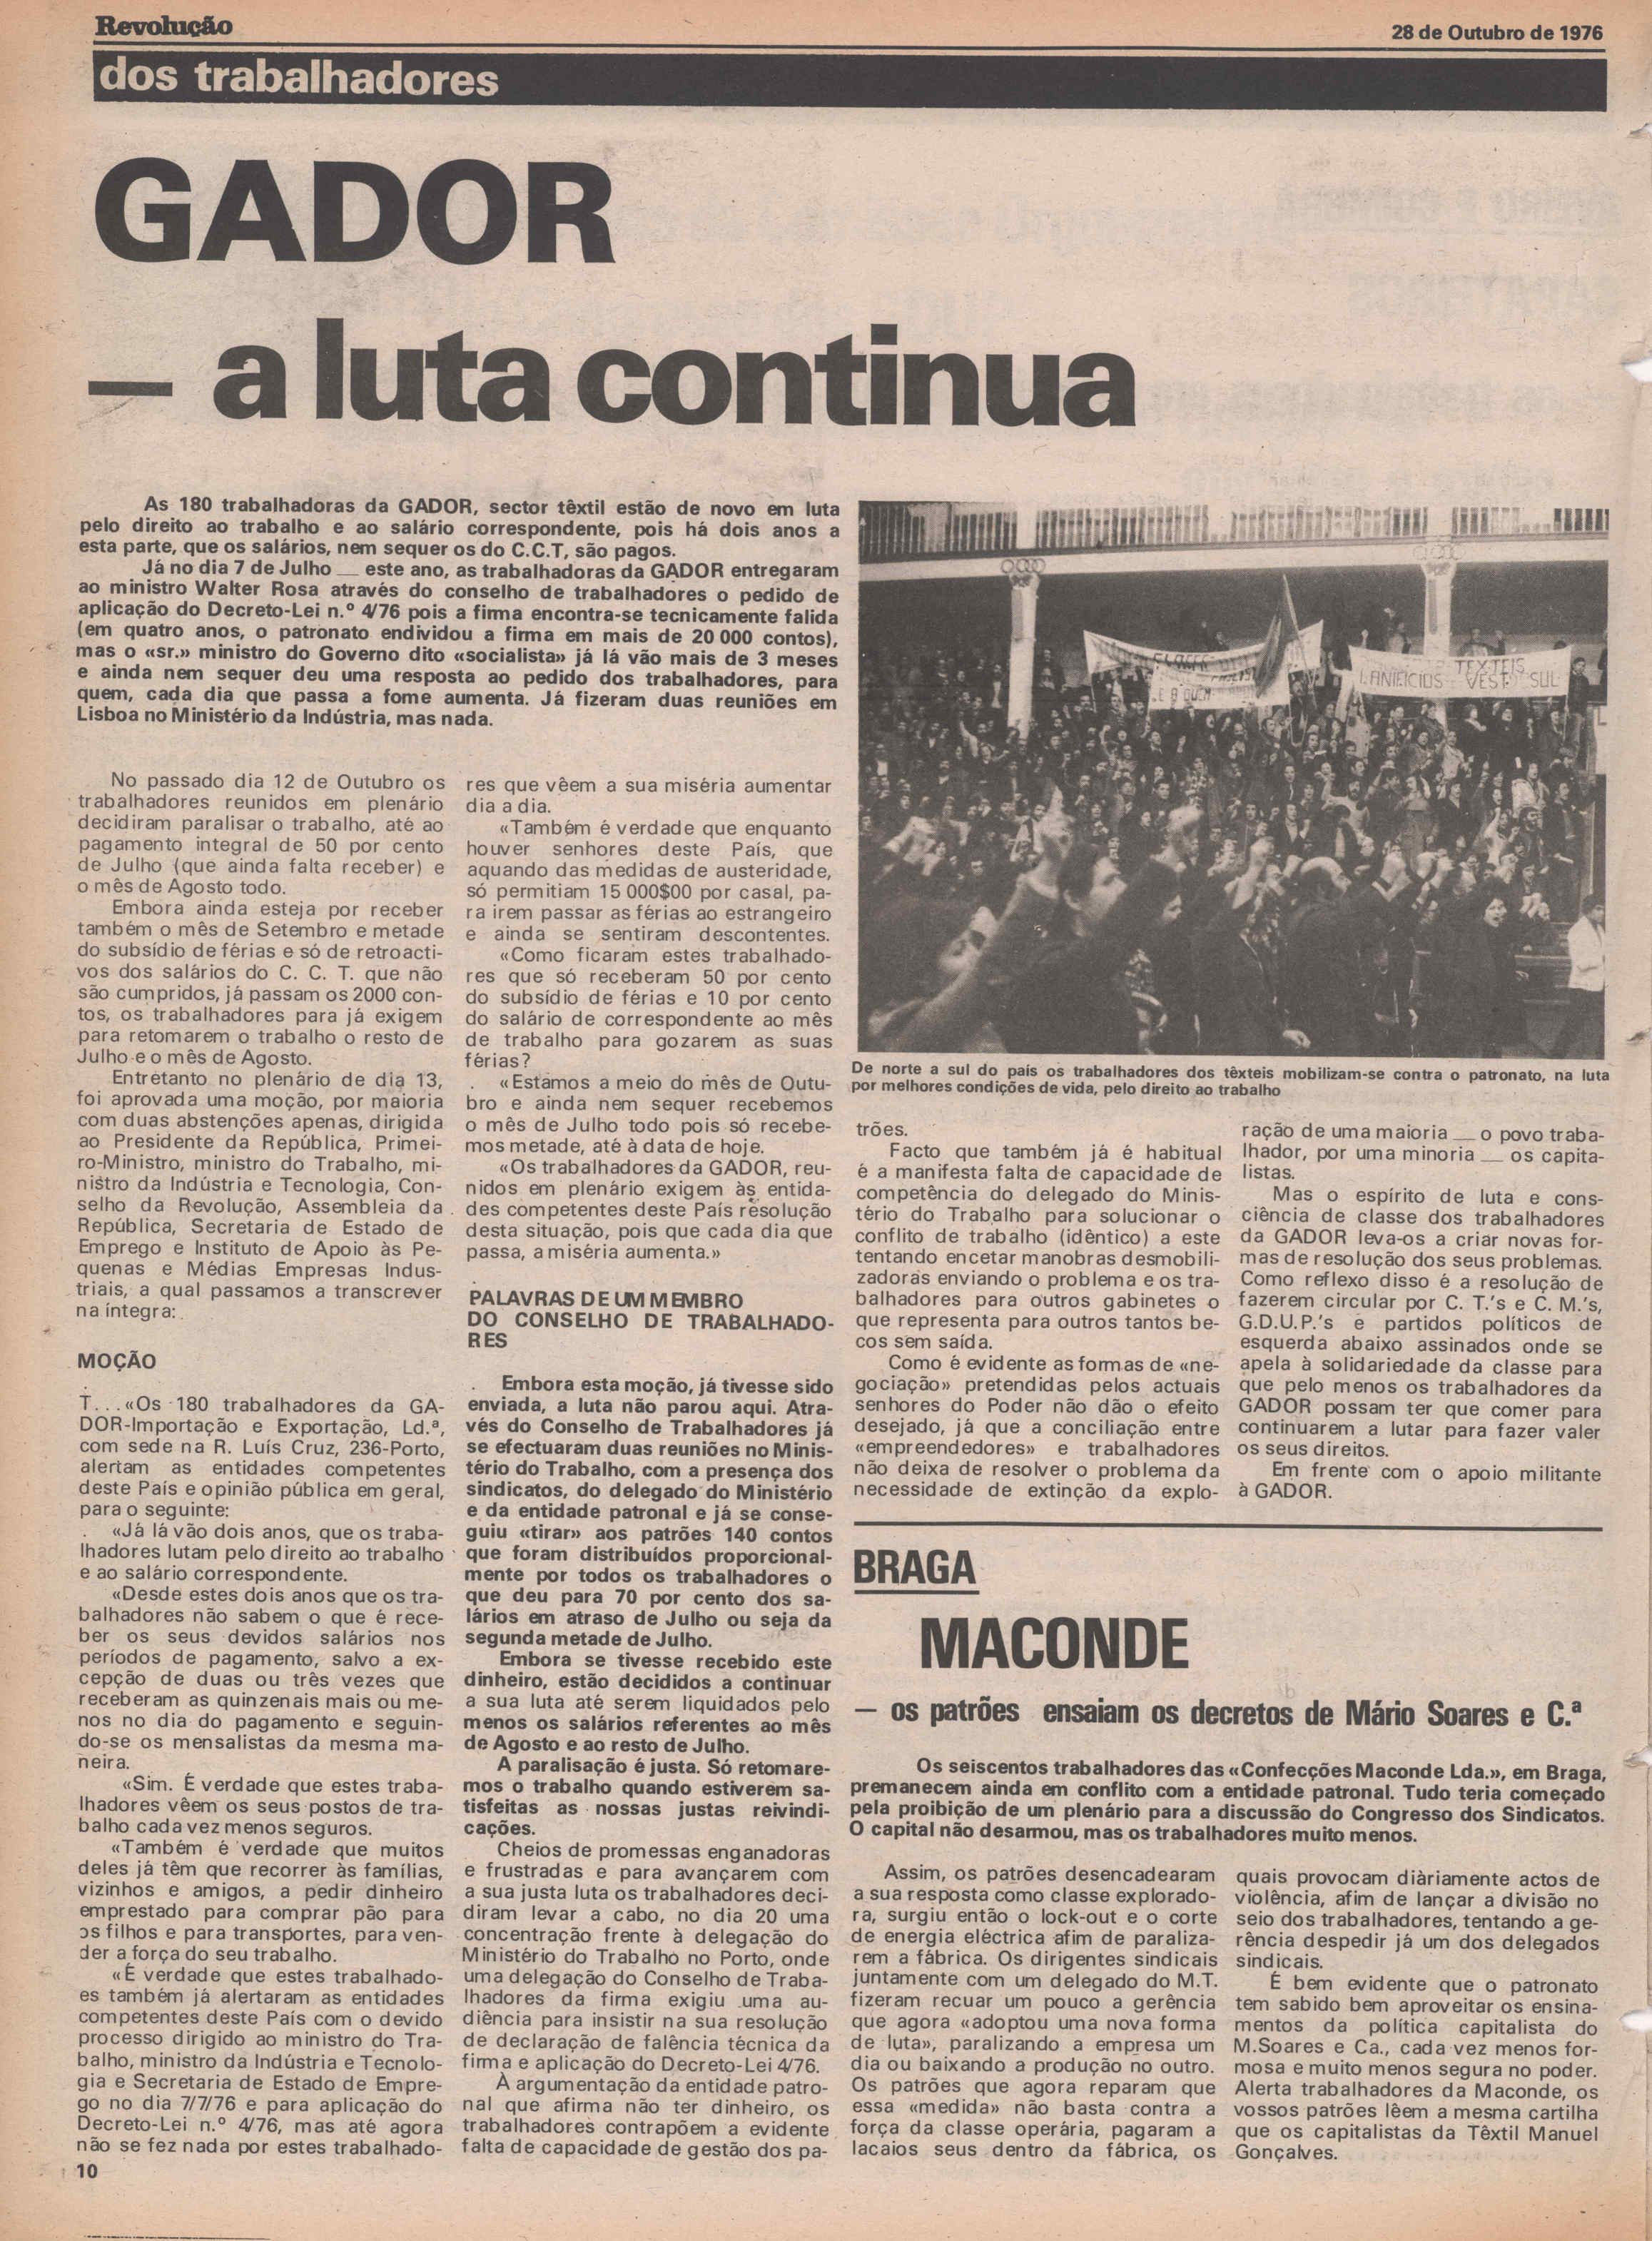 Revolução
28 de Outubro de 1976
dos trabalhadores
GADOR
— a luta continua
As 180 trabalhadoras da GADOR, sector têxtil estão de novo em luta
pelo direito ao trabalho e ao salário correspondente, pois há dois anos a
esta parte, que os salários, nem sequer os do C.C.T, são pagos.
Já no dia 7 de Julho — este ano, as trabalhadoras da GADOR entregaram
ao ministro Walter Rosa através do conselho de trabalhadores o pedido de
aplicação do Decreto-Lei n.º 4/76 pois a firma encontra-se tecnicamente falida
(em quatro anos, o patronato endividou a firma em mais de 20 000 contos),
mas o «sr.» ministro do Governo dito «socialista» já lá vão mais de 3 meses
e ainda nem sequer deu uma resposta ao pedido dos trabalhadores, para
quem, cada dia que passa a fome aumenta. Já fizeram duas reuniões em
Lisboa no Ministério da Indústria, mas nada.
No passado dia 12 de Outubro os
trabalhadores reunidos em plenário
decidiram paralisar o trabalho, até ao
pagamento integral de 50 por cento
de Julho (que ainda falta receber) e
o mês de Agosto todo.
Embora ainda esteja por receber
também o mês de Setembro e metade
do subsídio de férias e só de retroacti-
vos dos salários do C. C. T. que não
são cumpridos, já passam os 2000 con-
tos, os trabalhadores para já exigem
para retomarem o trabalho o resto de
Julho e o mês de Agosto.
Entretanto no plenário de dia 13,
foi aprovada uma moção, por maioria
com duas abstenções apenas, dirigida
ao Presidente da República, Primei-
ro-Ministro, ministro do Trabalho, mi-
nistro da Indústria e Tecnologia, Con-
selho da Revolução, Assembleia da
República, Secretaria de Estado de
Emprego e Instituto de Apoio às Pe-
quenas e Médias Empresas Indus-
triais, a qual passamos a transcrever
na íntegra:
MOÇÃO
T...«Os 180 trabalhadores da GA-
DOR-Importação e Exportação, Ld.ª,
com sede na R. Luís Cruz, 236-Porto,
alertam as entidades competentes
deste País e opinião pública em geral,
para o seguinte:
«Já lá vão dois anos, que os traba-
lhadores lutam pelo direito ao trabalho
e ao salário correspondente.
«Desde estes dois anos que os tra-
balhadores não sabem o que é rece-
ber os seus devidos salários nos
períodos de pagamento, salvo a ex-
cepção de duas ou três vezes que
receberam as quinzenais mais ou me-
nos no dia do pagamento e seguin-
do-se os mensalistas da mesma ma-
neira.
«Sim. É verdade que estes traba-
lhadores vêem os seus postos de tra-
balho cada vez menos seguros.
«Também é verdade que muitos
deles já têm que recorrer às famílias,
vizinhos e amigos, a pedir dinheiro
emprestado para comprar pão para
os filhos e para transportes, para ven-
der a força do seu trabalho.
«É verdade que estes trabalhado-
es também já alertaram as entidades
competentes deste País com o devido
processo dirigido ao ministro do Tra-
balho, ministro da Indústria e Tecnolo-
gia e Secretaria de Estado de Empre-
go no dia 7/7/76 e para aplicação do
Decreto-Lei n.º 4/76, mas até agora
não se fez nada por estes trabalhado-
res que vêem a sua miséria aumentar
dia a dia.
«Também é verdade que enquanto
houver senhores deste País, que
aquando das medidas de austeridade,
só permitiam 15 000$00 por casal, pa-
ra irem passar as férias ao estrangeiro
e ainda se sentiram descontentes.
«Como ficaram estes trabalhado-
res que só receberam 50 por cento
do subsídio de férias e 10 por cento
do salário de correspondente ao mês
de trabalho para gozarem as suas
férias?
«Estamos a meio do mês de Outu-
bro e ainda nem sequer recebemos
o mês de Julho todo pois só recebe-
mos metade, até à data de hoje.
«Os trabalhadores da GADOR, reu-
nidos em plenário exigem às entida-
des competentes deste País resolução
desta situação, pois que cada dia que
passa, a miséria aumenta.»
PALAVRAS DE UM MEMBRO
DO CONSELHO DE TRABALHADO-
RES
Embora esta moção, já tivesse sido
enviada, a luta não parou aqui. Atra-
vés do Conselho de Trabalhadores já
se efectuaram duas reuniões no Minis-
tério do Trabalho, com a presença dos
sindicatos, do delegado do Ministério
e da entidade patronal e já se conse-
guiu «tirar» aos patrões 140 contos
que foram distribuídos proporcional-
mente por todos os trabalhadores o
que deu para 70 por cento dos sa-
lários em atraso de Julho ou seja da
segunda metade de Julho.
Embora se tivesse recebido este
dinheiro, estão decididos a continuar
a sua luta até serem liquidados pelo
menos os salários referentes ao mês
de Agosto e ao resto de Julho.
A paralisação é justa. Só retomare-
mos o trabalho quando estiverem sa-
tisfeitas as nossas justas reivindi-
cações.
Cheios de promessas enganadoras
e frustradas e para avançarem com
a sua justa luta os trabalhadores deci-
diram levar a cabo, no dia 20 uma
concentração frente à delegação do
Ministério do Trabalho no Porto, onde
uma delegação do Conselho de Traba-
lhadores da firma exigiu uma au-
diência para insistir na sua resolução
de declaração de falência técnica da
firma e aplicação do Decreto-Lei 4/76.
À argumentação da entidade patro-
nal que afirma não ter dinheiro, os
trabalhadores contrapõem a evidente
falta de capacidade de gestão dos pa-
TEXTEIS
LANIFICIOS VEST. SUL
De norte a sul do país os trabalhadores dos têxteis mobilizam-se contra o patronato, na luta
por melhores condições de vida, pelo direito ao trabalho
trões.
Facto que também já é habitual
é a manifesta falta de capacidade de
competência do delegado do Minis-
tério do Trabalho para solucionar o
conflito de trabalho (idêntico) a este
tentando encetar manobras desmobili-
zadoras enviando o problema e os tra-
balhadores para outros gabinetes o
que representa para outros tantos be-
cos sem saída.
Como é evidente as formas de «ne-
gociação» pretendidas pelos actuais
senhores do Poder não dão o efeito
desejado, já que a conciliação entre
«empreendedores» e trabalhadores
não deixa de resolver o problema da
necessidade de extinção da explo-
ração de uma maioria — o povo traba-
lhador, por uma minoria — os capita-
listas.
Mas o espírito de luta e cons-
ciência de classe dos trabalhadores
da GADOR leva-os a criar novas for-
mas de resolução dos seus problemas.
Como reflexo disso é a resolução de
fazerem circular por C. T.'s e C. M.'s,
G.D.U.P.'s e partidos políticos de
esquerda abaixo assinados onde se
apela à solidariedade da classe para
que pelo menos os trabalhadores da
GADOR possam ter que comer para
continuarem a lutar para fazer valer
os seus direitos.
Em frente com o apoio militante
à GADOR.
BRAGA
MACONDE
— os patrões ensaiam os decretos de Mário Soares e C.ª
Os seiscentos trabalhadores das «Confecções Maconde Lda.», em Braga,
premanecem ainda em conflito com a entidade patronal. Tudo teria começado
pela proibição de um plenário para a discussão do Congresso dos Sindicatos.
O capital não desarmou, mas os trabalhadores muito menos.
Assim, os patrões desencadearam
a sua resposta como classe explorado-
ra, surgiu então o lock-out e o corte
de energia eléctrica afim de paraliza-
rem a fábrica. Os dirigentes sindicais
juntamente com um delegado do M.T.
fizeram recuar um pouco a gerência
que agora «adoptou uma nova forma
de luta», paralizando a empresa um
dia ou baixando a produção no outro.
Os patrões que agora reparam que
essa «medida» não basta contra a
força da classe operária, pagaram a
lacaios seus dentro da fábrica, os
quais provocam diàriamente actos de
violência, afim de lançar a divisão no
seio dos trabalhadores, tentando a ge-
rência despedir já um dos delegados
sindicais.
É bem evidente que o patronato
tem sabido bem aproveitar os ensina-
mentos da política capitalista do
M.Soares e Ca., cada vez menos for-
mosa e muito menos segura no poder.
Alerta trabalhadores da Maconde, os
vossos patrões lêem a mesma cartilha
que os capitalistas da Têxtil Manuel
Gonçalves.
10